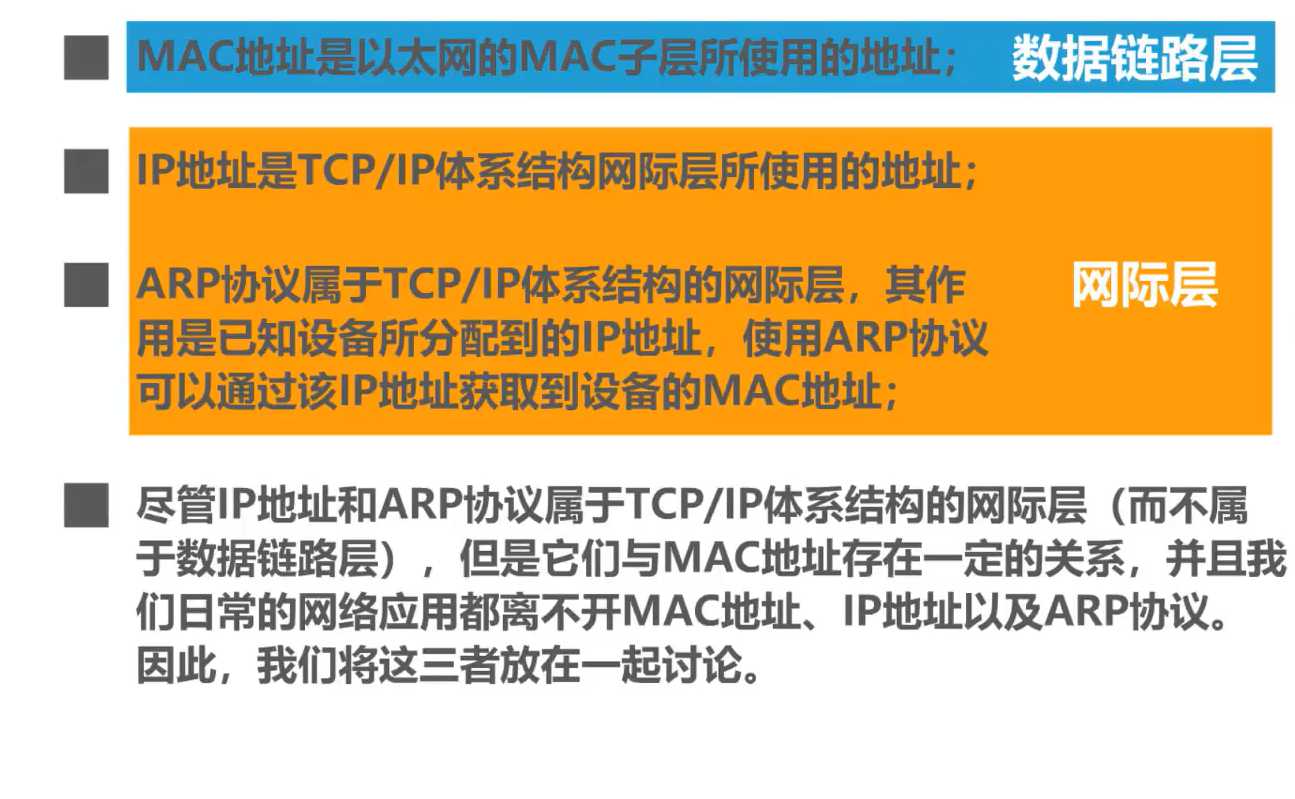 MAC地址是以太网的MAC子层所使用的地址； 数据链路层
IP地址是TCP/IP体系结构网际层所使用的地址；
ARP协议属于TCP/IP体系结构的网际层，其作 网际层
用是已知设备所分配到的IP地址，使用ARP协议
可以通过该IP地址获取到设备的MAC地址；
尽管IP地址和ARP协议属于TCP/IP体系结构的网际层（而不属
于数据链路层），但是它们与MAC地址存在一定的关系，并且我
们日常的网络应用都离不开MAC地址、IP地址以及ARP协议。
因此，我们将这三者放在一起讨论。